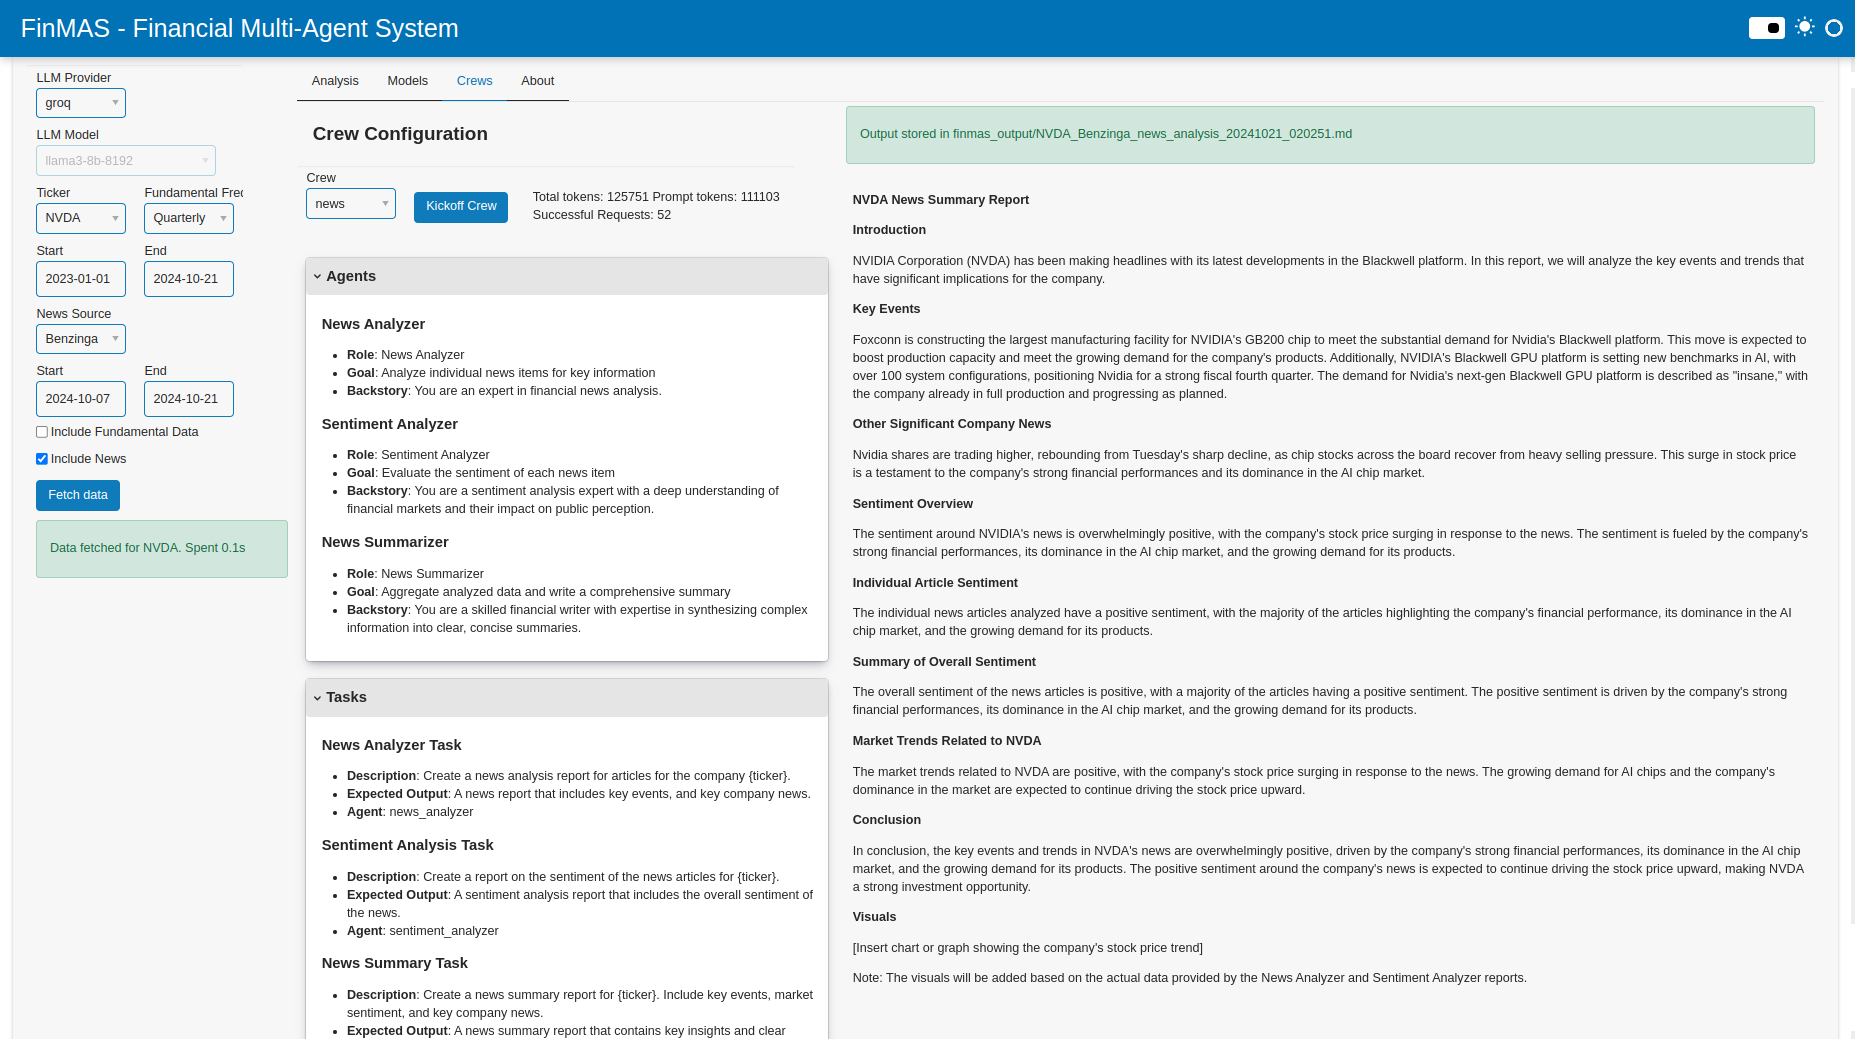 FinMAS - Financial Multi-Agent System
LLM Provider
groq
LLM Model
llama3-8b-8192
Ticker
Fundamental Freq
NVDA
Quarterly
Start
End
2023-01-01
2024-10-21
News Source
Benzinga
Start
End
2024-10-07
2024-10-21
Include Fundamental Data
Include News
Fetch data
Data fetched for NVDA. Spent 0.1s
Analysis
Models
Crews
About
Crew Configuration
Crew
news
Kickoff Crew
Total tokens: 125751 Prompt tokens: 111103
Successful Requests: 52
Agents
News Analyzer
• Role: News Analyzer
• Goal: Analyze individual news items for key information
• Backstory: You are an expert in financial news analysis.
Sentiment Analyzer
• Role: Sentiment Analyzer
• Goal: Evaluate the sentiment of each news item
• Backstory: You are a sentiment analysis expert with a deep understanding of
financial markets and their impact on public perception.
News Summarizer
• Role: News Summarizer
• Goal: Aggregate analyzed data and write a comprehensive summary
• Backstory: You are a skilled financial writer with expertise in synthesizing complex
information into clear, concise summaries.
Tasks
News Analyzer Task
• Description: Create a news analysis report for articles for the company {ticker}.
• Expected Output: A news report that includes key events, and key company news.
• Agent: news_analyzer
Sentiment Analysis Task
• Description: Create a report on the sentiment of the news articles for {ticker}.
• Expected Output: A sentiment analysis report that includes the overall sentiment of
the news.
• Agent: sentiment_analyzer
News Summary Task
• Description: Create a news summary report for {ticker}. Include key events, market
sentiment, and key company news.
• Expected Output: A news summary report that contains key insights and clear
Output stored in finmas_output/NVDA_Benzinga_news_analysis_20241021_020251.md
NVDA News Summary Report
Introduction
NVIDIA Corporation (NVDA) has been making headlines with its latest developments in the Blackwell platform. In this report, we will analyze the key events and trends that
have significant implications for the company.
Key Events
Foxconn is constructing the largest manufacturing facility for NVIDIA's GB200 chip to meet the substantial demand for Nvidia's Blackwell platform. This move is expected to
boost production capacity and meet the growing demand for the company's products. Additionally, NVIDIA's Blackwell GPU platform is setting new benchmarks in AI, with
over 100 system configurations, positioning Nvidia for a strong fiscal fourth quarter. The demand for Nvidia's next-gen Blackwell GPU platform is described as "insane," with
the company already in full production and progressing as planned.
Other Significant Company News
Nvidia shares are trading higher, rebounding from Tuesday's sharp decline, as chip stocks across the board recover from heavy selling pressure. This surge in stock price
is a testament to the company's strong financial performances and its dominance in the AI chip market.
Sentiment Overview
The sentiment around NVIDIA's news is overwhelmingly positive, with the company's stock price surging in response to the news. The sentiment is fueled by the company's
strong financial performances, its dominance in the AI chip market, and the growing demand for its products.
Individual Article Sentiment
The individual news articles analyzed have a positive sentiment, with the majority of the articles highlighting the company's financial performance, its dominance in the AI
chip market, and the growing demand for its products.
Summary of Overall Sentiment
The overall sentiment of the news articles is positive, with a majority of the articles having a positive sentiment. The positive sentiment is driven by the company's strong
financial performances, its dominance in the AI chip market, and the growing demand for its products.
Market Trends Related to NVDA
The market trends related to NVDA are positive, with the company's stock price surging in response to the news. The growing demand for AI chips and the company's
dominance in the market are expected to continue driving the stock price upward.
Conclusion
In conclusion, the key events and trends in NVDA's news are overwhelmingly positive, driven by the company's strong financial performances, its dominance in the AI chip
market, and the growing demand for its products. The positive sentiment around the company's news is expected to continue driving the stock price upward, making NVDA
a strong investment opportunity.
Visuals
[Insert chart or graph showing the company's stock price trend]
Note: The visuals will be added based on the actual data provided by the News Analyzer and Sentiment Analyzer reports.